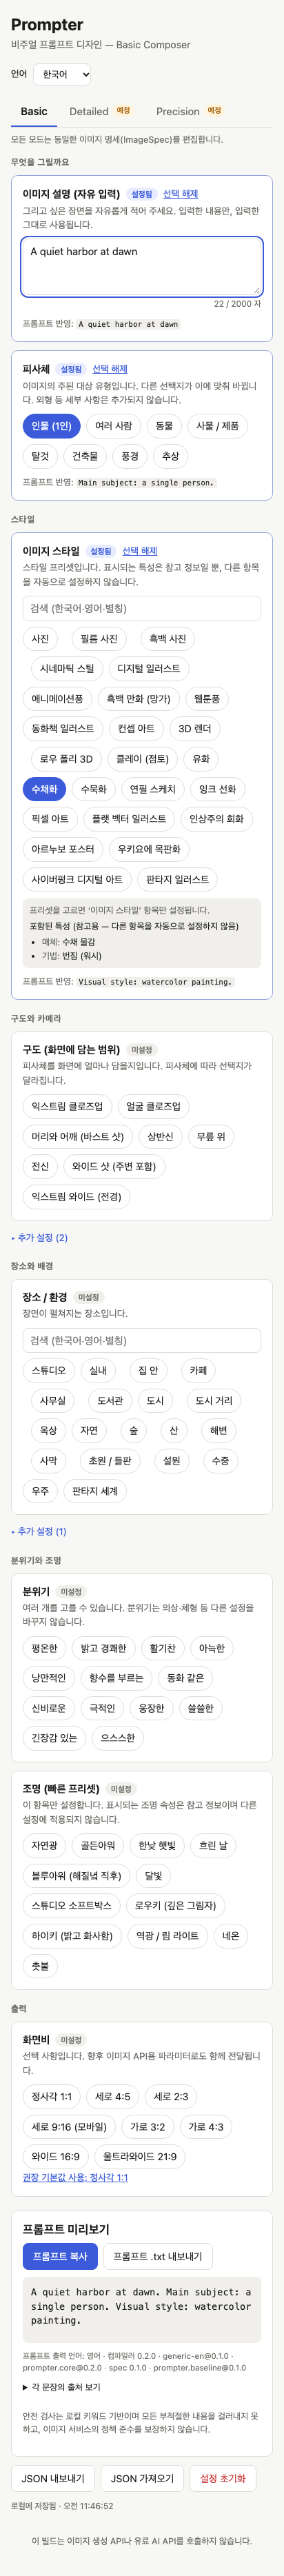 Prompter
비주얼 프롬프트 디자인 — Basic Composer
언어 한국어
Basic Detailed 예정 Precision 예정
모든 모드는 동일한 이미지 명세(ImageSpec)를 편집합니다.
무엇을 그릴까요
이미지 설명 (자유 입력) 설정됨 선택 해제
그리고 싶은 장면을 자유롭게 적어 주세요. 입력한 내용만, 입력한
그대로 사용됩니다.
A quiet harbor at dawn
22 / 2000 자
프롬프트 반영: A quiet harbor at dawn
피사체 설정됨 선택 해제
이미지의 주된 대상 유형입니다. 다른 선택지가 이에 맞춰 바뀝니
다. 외형 등 세부 사항은 추가되지 않습니다.
인물 (1인) 여러 사람 동물 사물 / 제품
탈것 건축물 풍경 추상
프롬프트 반영: Main subject: a single person.
스타일
이미지 스타일 설정됨 선택 해제
스타일 프리셋입니다. 표시되는 특성은 참고 정보일 뿐, 다른 항목
을 자동으로 설정하지 않습니다.
검색 (한국어·영어·별칭)
사진 필름 사진 흑백 사진
시네마틱 스틸 디지털 일러스트
애니메이션풍 흑백 만화 (망가) 웹툰풍
동화책 일러스트 컨셉 아트 3D 렌더
로우 폴리 3D 클레이 (점토) 유화
수채화 수묵화 연필 스케치 잉크 선화
픽셀 아트 플랫 벡터 일러스트 인상주의 회화
아르누보 포스터 우키요에 목판화
사이버펑크 디지털 아트 판타지 일러스트
프리셋을 고르면 ‘이미지 스타일’ 항목만 설정됩니다.
포함된 특성 (참고용 — 다른 항목을 자동으로 설정하지 않음)
• 매체: 수채 물감
• 기법: 번짐 (워시)
프롬프트 반영: Visual style: watercolor painting.
구도와 카메라
구도 (화면에 담는 범위) 미설정
피사체를 화면에 얼마나 담을지입니다. 피사체에 따라 선택지가
달라집니다.
익스트림 클로즈업 얼굴 클로즈업
머리와 어깨 (바스트 샷) 상반신 무릎 위
전신 와이드 샷 (주변 포함)
익스트림 와이드 (전경)
▸ 추가 설정 (2)
장소와 배경
장소 / 환경 미설정
장면이 펼쳐지는 장소입니다.
검색 (한국어·영어·별칭)
스튜디오 실내 집 안 카페
사무실 도서관 도시 도시 거리
옥상 자연 숲 산 해변
사막 초원 / 들판 설원 수중
우주 판타지 세계
▸ 추가 설정 (1)
분위기와 조명
분위기 미설정
여러 개를 고를 수 있습니다. 분위기는 의상·체형 등 다른 설정을
바꾸지 않습니다.
평온한 밝고 경쾌한 활기찬 아늑한
낭만적인 향수를 부르는 동화 같은
신비로운 극적인 웅장한 쓸쓸한
긴장감 있는 으스스한
조명 (빠른 프리셋) 미설정
이 항목만 설정합니다. 표시되는 조명 속성은 참고 정보이며 다른
설정에 적용되지 않습니다.
자연광 골든아워 한낮 햇빛 흐린 날
블루아워 (해질녘 직후) 달빛
스튜디오 소프트박스 로우키 (깊은 그림자)
하이키 (밝고 화사함) 역광 / 림 라이트 네온
촛불
출력
화면비 미설정
선택 사항입니다. 향후 이미지 API용 파라미터로도 함께 전달됩니
다.
정사각 1:1 세로 4:5 세로 2:3
세로 9:16 (모바일) 가로 3:2 가로 4:3
와이드 16:9 울트라와이드 21:9
권장 기본값 사용: 정사각 1:1
프롬프트 미리보기
프롬프트 복사 프롬프트 .txt 내보내기
A quiet harbor at dawn. Main subject: a
single person. Visual style: watercolor
painting.
프롬프트 출력 언어: 영어 · 컴파일러 0.2.0 · generic-en@0.1.0 ·
prompter.core@0.2.0 · spec 0.1.0 · prompter.baseline@0.1.0
▶ 각 문장의 출처 보기
안전 검사는 로컬 키워드 기반이며 모든 부적절한 내용을 걸러내지 못
하고, 이미지 서비스의 정책 준수를 보장하지 않습니다.
JSON 내보내기 JSON 가져오기 설정 초기화
로컬에 저장됨 · 오전 11:46:52
이 빌드는 이미지 생성 API나 유료 AI API를 호출하지 않습니다.